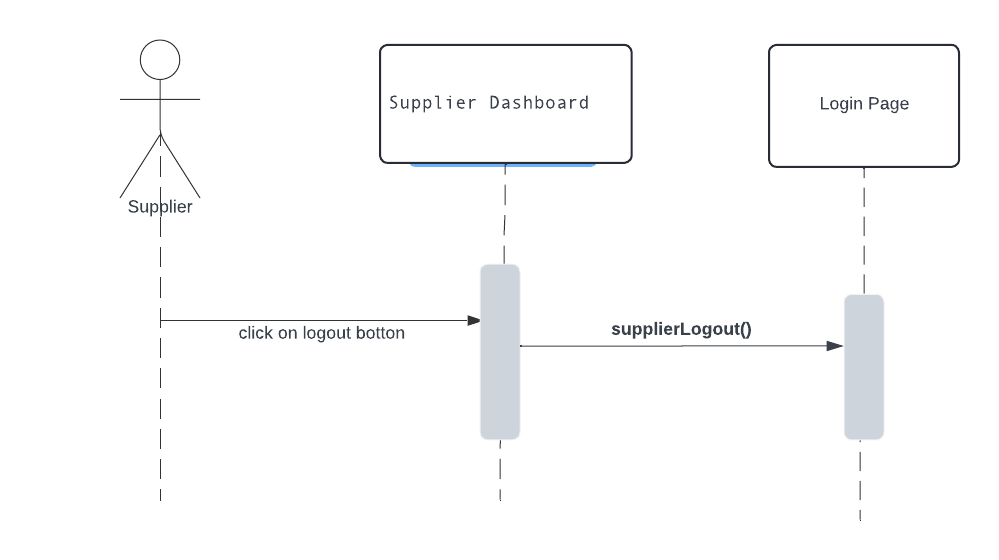 Supplier Dashboard
Login Page
Supplier
click on logout botton
supplierLogout()